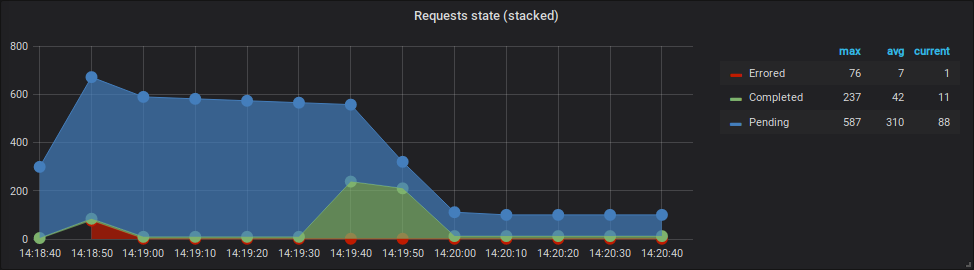 Requests state (stacked)
max avg current
Errored 76 7 1
Completed 237 42 11
Pending 587 310 88
800
600
400
200
0
14:18:40 14:18:50 14:19:00 14:19:10 14:19:20 14:19:30 14:19:40 14:19:50 14:20:00 14:20:10 14:20:20 14:20:30 14:20:40